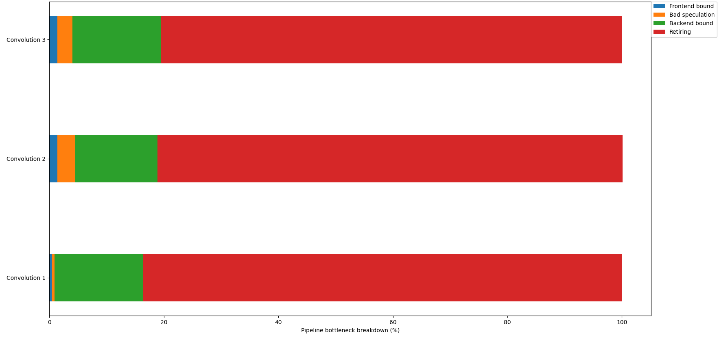 Frontend bound
Bad speculation
Backend bound
Retiring
Convolution 3
Convolution 2
Convolution 1
0 20 40 60 80 100
Pipeline bottleneck breakdown (%)